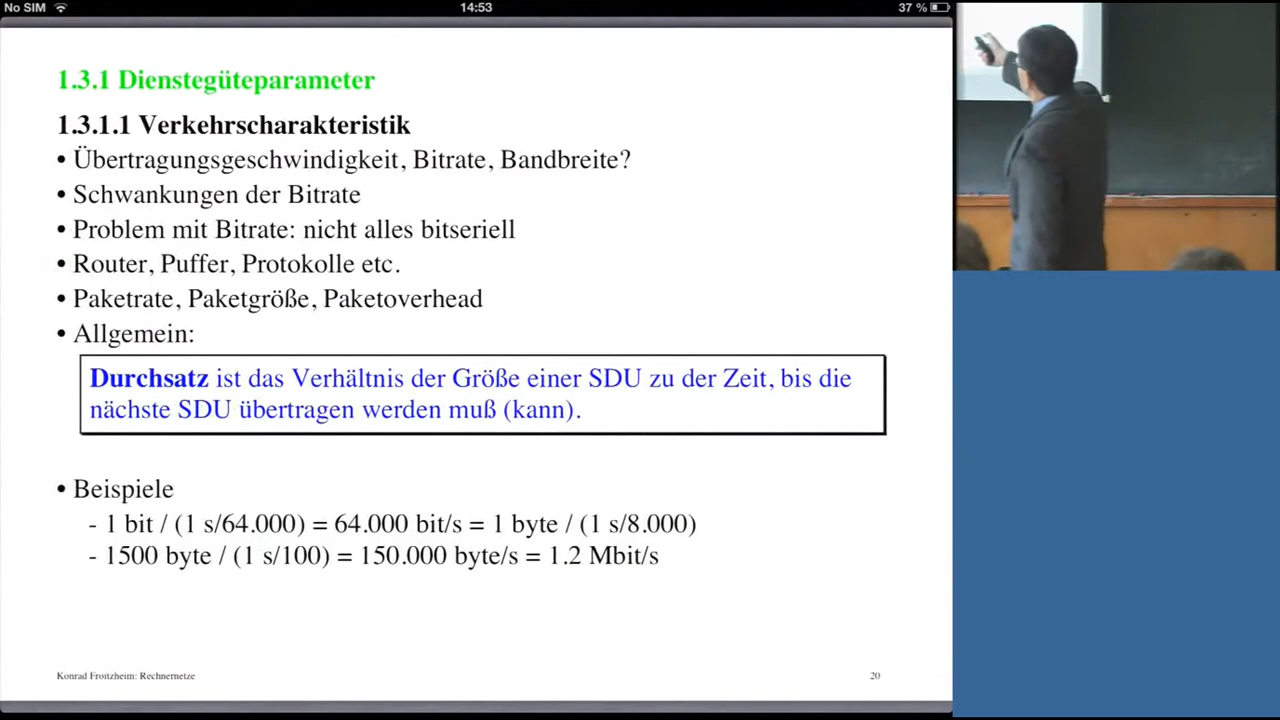 No SIM 14:53 37 %
1.3.1 Dienstegüteparameter
1.3.1.1 Verkehrscharakteristik
• Übertragungsgeschwindigkeit, Bitrate, Bandbreite?
• Schwankungen der Bitrate
• Problem mit Bitrate: nicht alles bitseriell
• Router, Puffer, Protokolle etc.
• Paketrate, Paketgröße, Paketoverhead
• Allgemein:
Durchsatz ist das Verhältnis der Größe einer SDU zu der Zeit, bis die
nächste SDU übertragen werden muß (kann).
• Beispiele
- 1 bit / (1 s/64.000) = 64.000 bit/s = 1 byte / (1 s/8.000)
- 1500 byte / (1 s/100) = 150.000 byte/s = 1.2 Mbit/s
Konrad Froitzheim: Rechnernetze 20